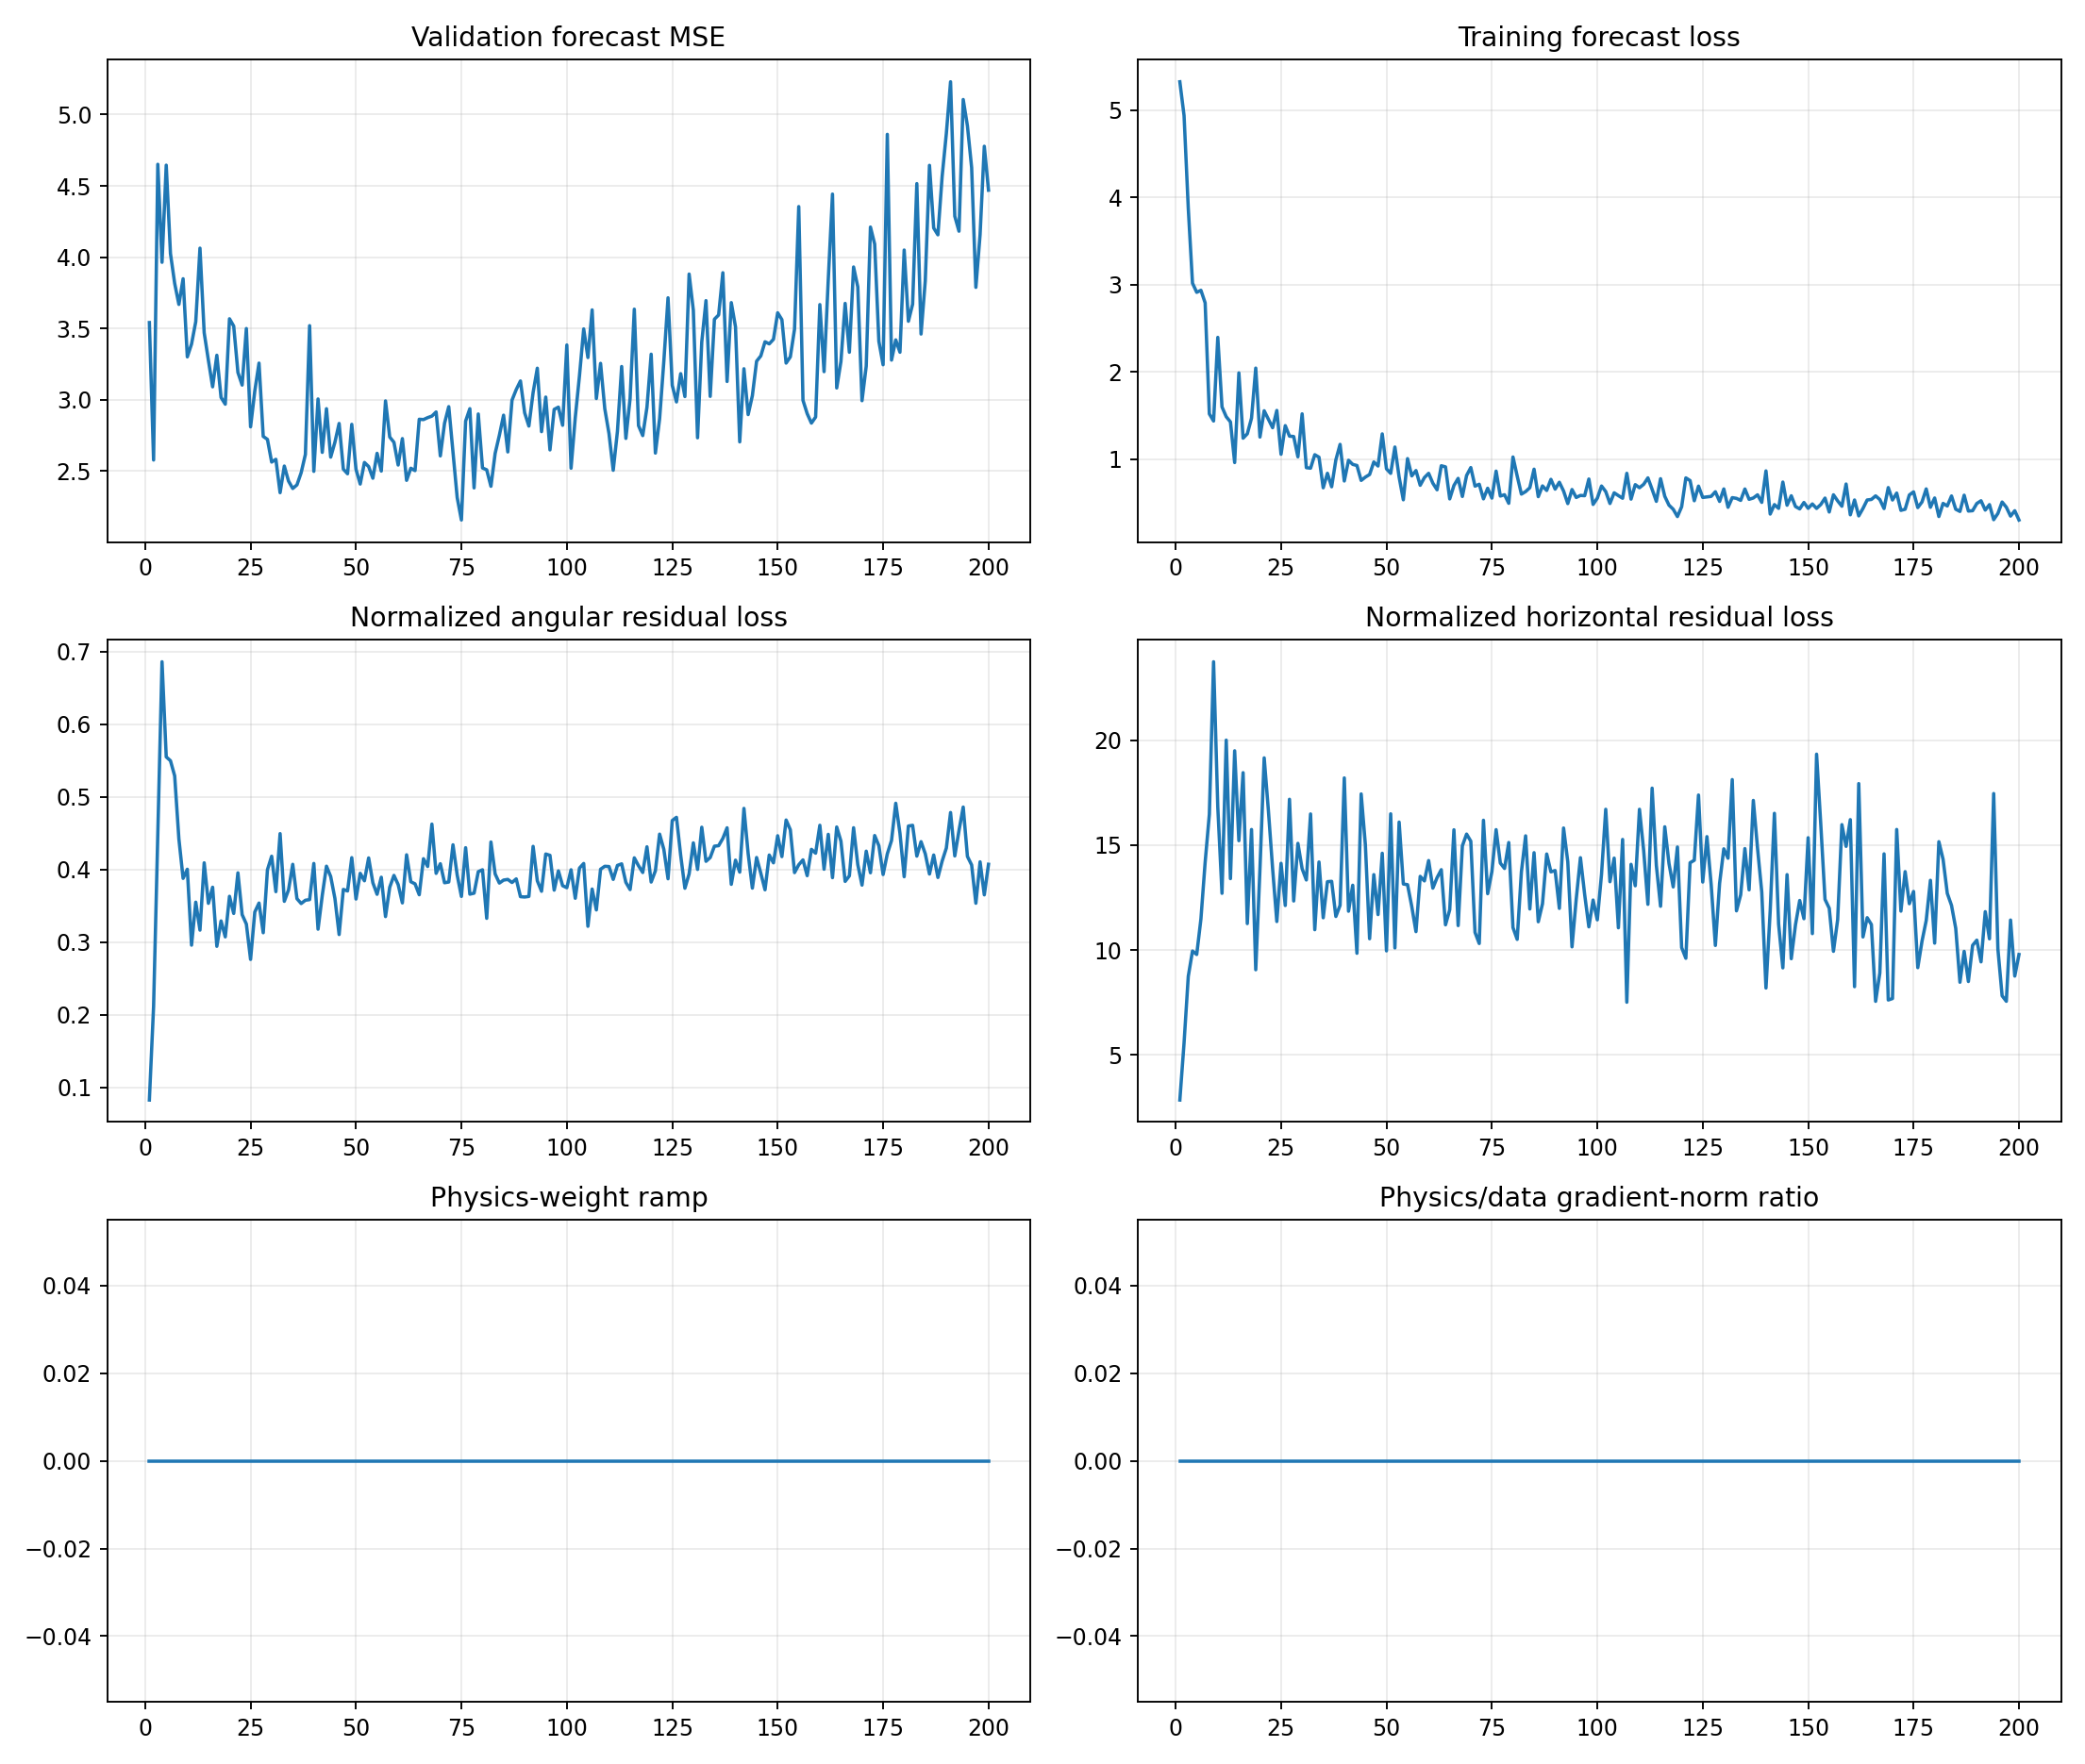 Validation forecast MSE
Training forecast loss
5.0
4.5
4.0
3.5
3.0
2.5
0 25 50 75 100 125 150 175 200
5
4
3
2
1
0 25 50 75 100 125 150 175 200
Normalized angular residual loss
Normalized horizontal residual loss
0.7
0.6
0.5
0.4
0.3
0.2
0.1
0 25 50 75 100 125 150 175 200
20
15
10
5
0 25 50 75 100 125 150 175 200
Physics-weight ramp
Physics/data gradient-norm ratio
0.04
0.02
0.00
−0.02
−0.04
0 25 50 75 100 125 150 175 200
0.04
0.02
0.00
−0.02
−0.04
0 25 50 75 100 125 150 175 200